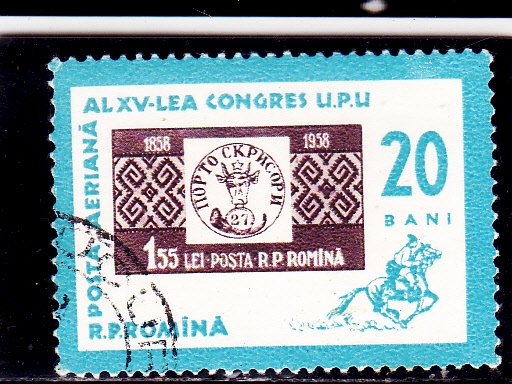 AL XV-LEA CONGRES U.P.U
POSTA AERIANĂ
R.P.ROMÎNĂ
20
BANI
1858 1958
ПОРТО СКРИСОРИ
27
1.55 LEI·POSTA·R.P. ROMÎNĂ